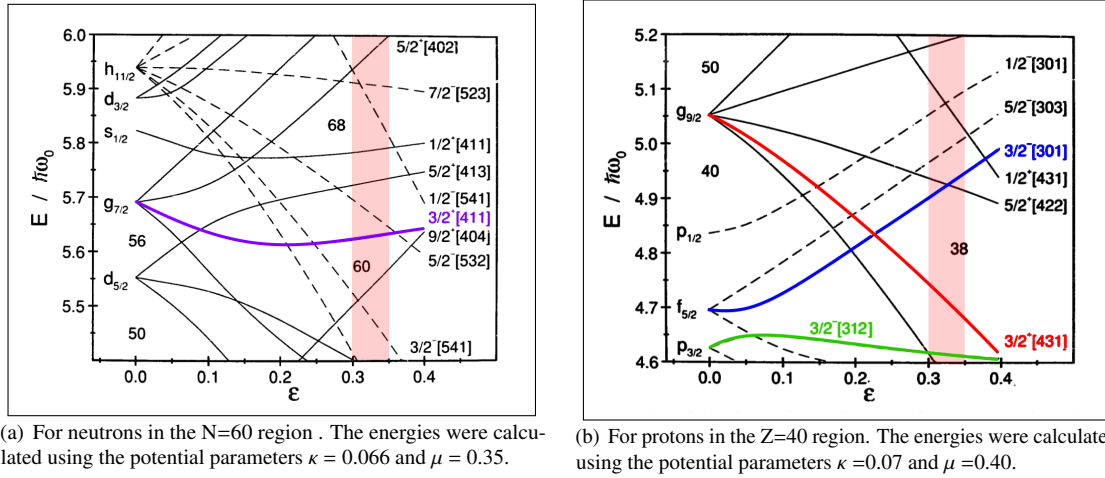 6.0
5.9
5.8
5.7
5.6
5.5
E / ħω₀
h11/2
d3/2
s1/2
g7/2
56
d5/2
50
68
60
5/2+[402]
7/2-[523]
1/2+[411]
5/2+[413]
1/2-[541]
3/2+[411]
9/2+[404]
5/2-[532]
3/2-[541]
0.0 0.1 0.2 0.3 0.4
ε
(a) For neutrons in the N=60 region . The energies were calcu-
lated using the potential parameters κ = 0.066 and μ = 0.35.
5.2
5.1
5.0
4.9
4.8
4.7
4.6
E / ħω₀
50
g9/2
40
p1/2
f5/2
p3/2
38
3/2-[312]
1/2-[301]
5/2-[303]
3/2-[301]
1/2+[431]
5/2+[422]
3/2+[431]
0.0 0.1 0.2 0.3 0.4
ε
(b) For protons in the Z=40 region. The energies were calculate
using the potential parameters κ =0.07 and μ =0.40.